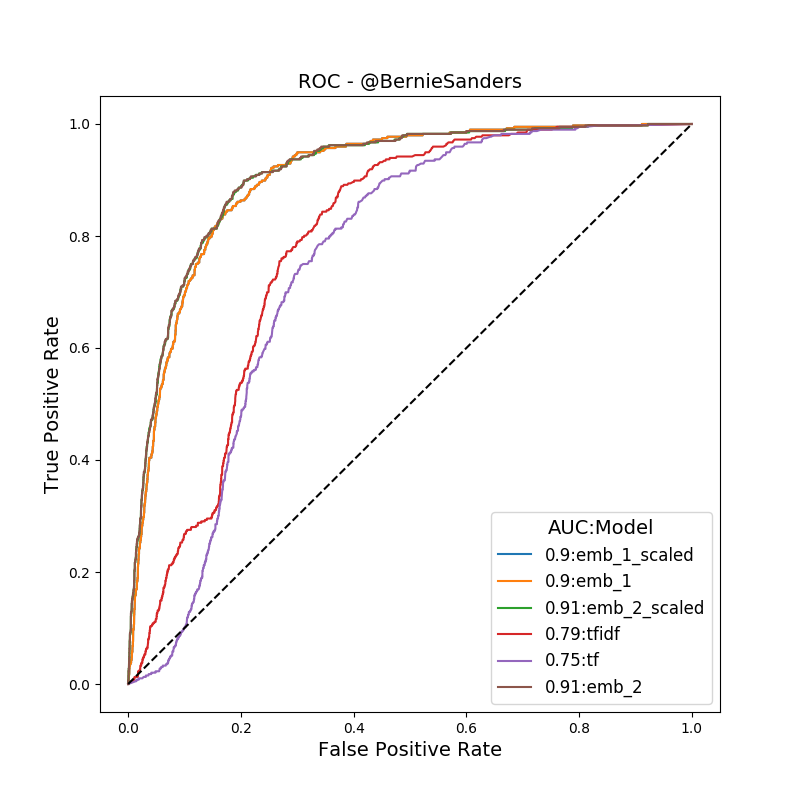 ROC - @BernieSanders
1.0
0.8
0.6
0.4
0.2
0.0
True Positive Rate
AUC:Model
0.9:emb_1_scaled
0.9:emb_1
0.91:emb_2_scaled
0.79:tfidf
0.75:tf
0.91:emb_2
0.0 0.2 0.4 0.6 0.8 1.0
False Positive Rate